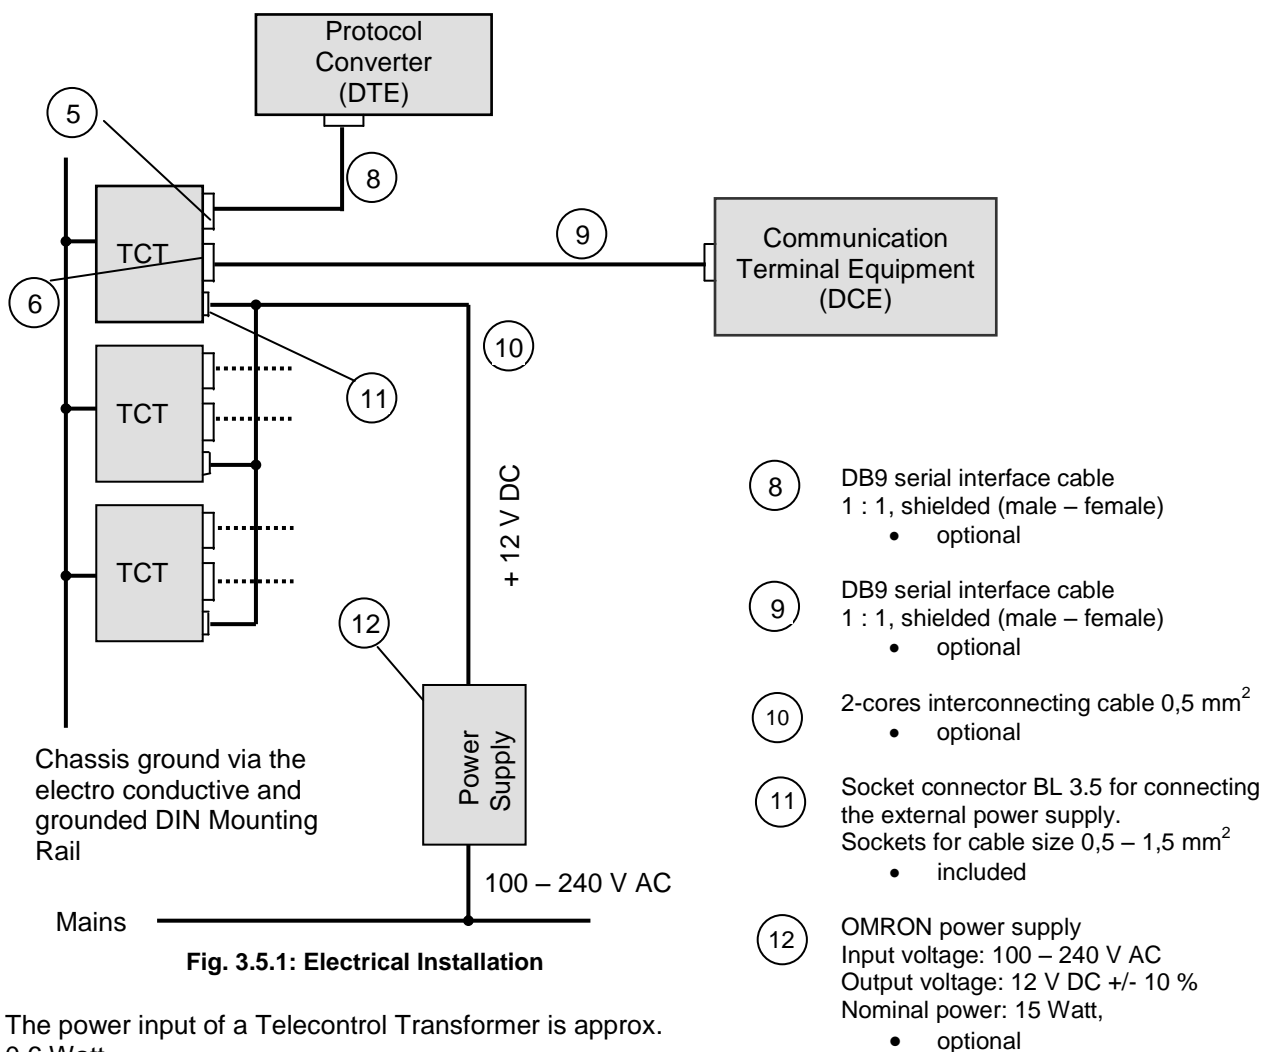 Protocol
Converter
(DTE)
5
8
TCT
9
Communication
Terminal Equipment
(DCE)
6
10
11
TCT
+ 12 V DC
TCT
12
Power
Supply
Chassis ground via the
electro conductive and
grounded DIN Mounting
Rail
100 – 240 V AC
Mains
Fig. 3.5.1: Electrical Installation
The power input of a Telecontrol Transformer is approx.
8
DB9 serial interface cable
1 : 1, shielded (male – female)
• optional
9
DB9 serial interface cable
1 : 1, shielded (male – female)
• optional
10
2-cores interconnecting cable 0,5 mm²
• optional
11
Socket connector BL 3.5 for connecting
the external power supply.
Sockets for cable size 0,5 – 1,5 mm²
• included
12
OMRON power supply
Input voltage: 100 – 240 V AC
Output voltage: 12 V DC +/- 10 %
Nominal power: 15 Watt,
• optional